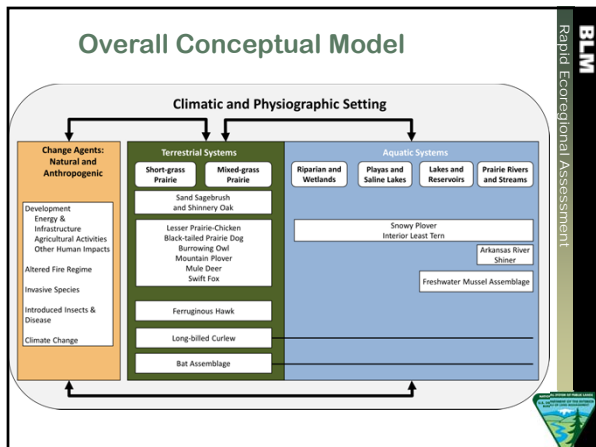 Overall Conceptual Model
BLM
Rapid Ecoregional Assessment
Climatic and Physiographic Setting
Change Agents:
Natural and
Anthropogenic
Development
Energy &
Infrastructure
Agricultural Activities
Other Human Impacts
Altered Fire Regime
Invasive Species
Introduced Insects &
Disease
Climate Change
Terrestrial Systems
Short-grass
Prairie
Mixed-grass
Prairie
Sand Sagebrush
and Shinnery Oak
Lesser Prairie-Chicken
Black-tailed Prairie Dog
Burrowing Owl
Mountain Plover
Mule Deer
Swift Fox
Ferruginous Hawk
Long-billed Curlew
Bat Assemblage
Aquatic Systems
Riparian and
Wetlands
Playas and
Saline Lakes
Lakes and
Reservoirs
Prairie Rivers
and Streams
Snowy Plover
Interior Least Tern
Arkansas River
Shiner
Freshwater Mussel Assemblage